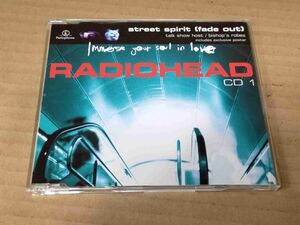 Parlophone
street spirit (fade out)
talk show host / bishop's robes
includes exclusive poster
Immerse your soul in love
RADIOHEAD
CD 1